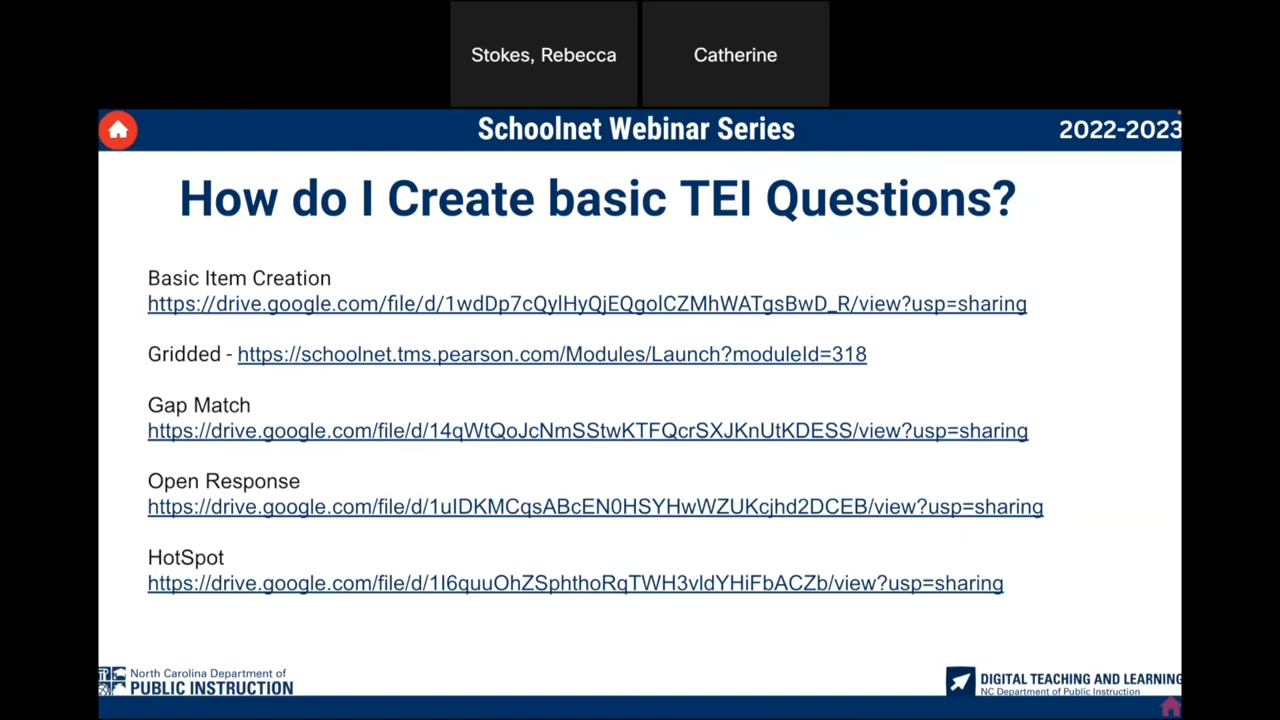 Stokes, Rebecca
Catherine
Schoolnet Webinar Series
2022-2023
How do I Create basic TEI Questions?
Basic Item Creation
https://drive.google.com/file/d/1wdDp7cQylHyQjEQgolCZMhWATgsBwD_R/view?usp=sharing
Gridded - https://schoolnet.tms.pearson.com/Modules/Launch?moduleId=318
Gap Match
https://drive.google.com/file/d/14qWtQoJcNmSStwKTFQcrSXJKnUtKDESS/view?usp=sharing
Open Response
https://drive.google.com/file/d/1uIDKMCqsABcEN0HSYHwWZUKcjhd2DCEB/view?usp=sharing
HotSpot
https://drive.google.com/file/d/1I6quuOhZSphthoRqTWH3vldYHiFbACZb/view?usp=sharing
North Carolina Department of
PUBLIC INSTRUCTION
DIGITAL TEACHING AND LEARNING
NC Department of Public Instruction